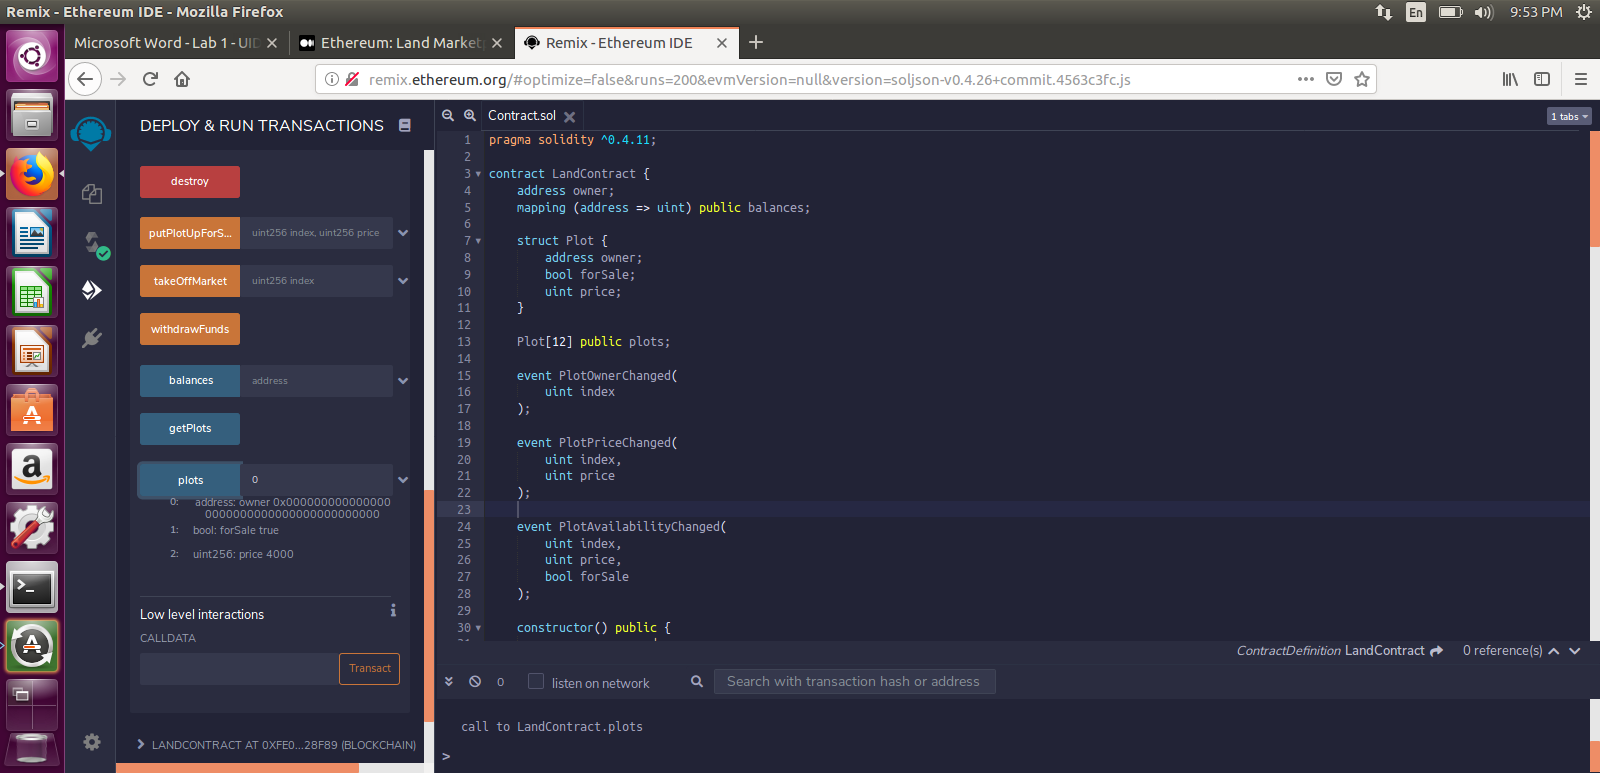 Remix - Ethereum IDE - Mozilla Firefox
En
9:53 PM
Microsoft Word - Lab 1 - UID
Ethereum: Land Marketp
Remix - Ethereum IDE
remix.ethereum.org/#optimize=false&runs=200&evmVersion=null&version=soljson-v0.4.26+commit.4563c3fc.js
DEPLOY & RUN TRANSACTIONS
destroy
putPlotUpForS...
uint256 index, uint256 price
takeOffMarket
uint256 index
withdrawFunds
balances
address
getPlots
plots
0
0: address: owner 0x000000000000000
0000000000000000000000000
1: bool: forSale true
2: uint256: price 4000
Low level interactions
i
CALLDATA
Transact
LANDCONTRACT AT 0XFE0...28F89 (BLOCKCHAIN)
Contract.sol
1 tabs
1 pragma solidity ^0.4.11;
2
3 contract LandContract {
4 address owner;
5 mapping (address => uint) public balances;
6
7 struct Plot {
8 address owner;
9 bool forSale;
10 uint price;
11 }
12
13 Plot[12] public plots;
14
15 event PlotOwnerChanged(
16 uint index
17 );
18
19 event PlotPriceChanged(
20 uint index,
21 uint price
22 );
23
24 event PlotAvailabilityChanged(
25 uint index,
26 uint price,
27 bool forSale
28 );
29
30 constructor() public {
ContractDefinition LandContract
0 reference(s)
0
listen on network
Search with transaction hash or address
call to LandContract.plots
>